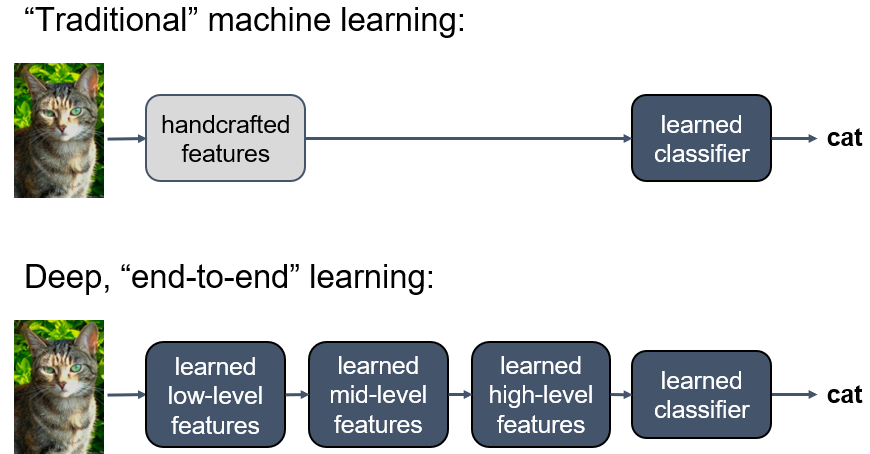 “Traditional” machine learning:
handcrafted
features
learned
classifier
cat
Deep, “end-to-end” learning:
learned
low-level
features
learned
mid-level
features
learned
high-level
features
learned
classifier
cat